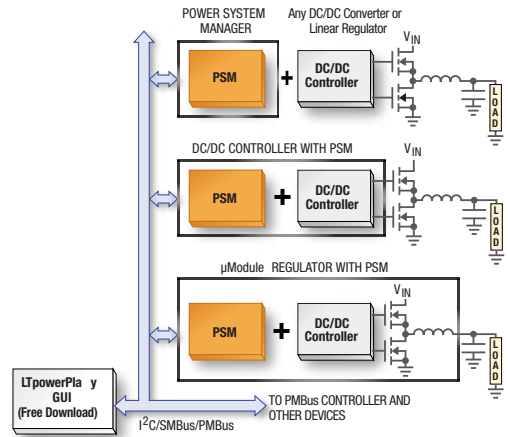 POWER SYSTEM
MANAGER
Any DC/DC Converter or
Linear Regulator
PSM
+
DC/DC
Controller
VIN
LOAD
DC/DC CONTROLLER WITH PSM
PSM
+
DC/DC
Controller
VIN
LOAD
µModule REGULATOR WITH PSM
PSM
+
DC/DC
Controller
VIN
LOAD
LTpowerPla y
GUI
(Free Download)
I²C/SMBus/PMBus
TO PMBus CONTROLLER AND
OTHER DEVICES